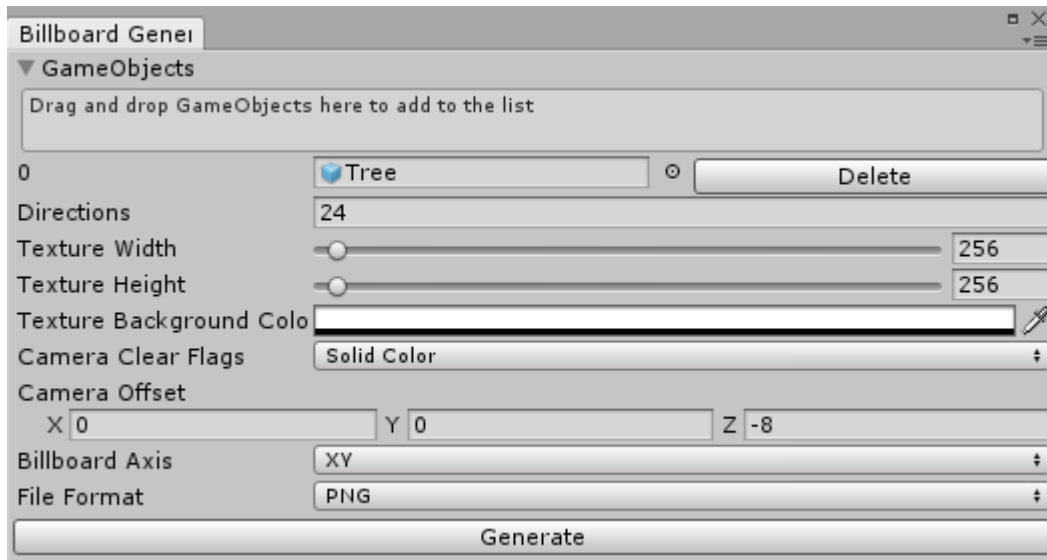 Billboard Gener
GameObjects
Drag and drop GameObjects here to add to the list
0 Tree Delete
Directions 24
Texture Width 256
Texture Height 256
Texture Background Colo
Camera Clear Flags Solid Color
Camera Offset
X 0 Y 0 Z -8
Billboard Axis XY
File Format PNG
Generate